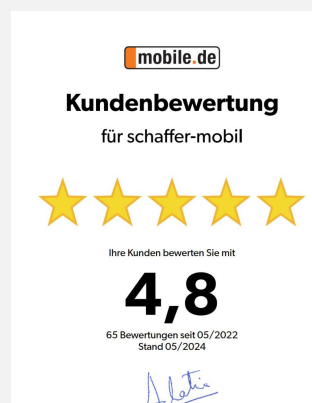 mobile.de
Kundenbewertung
für schaffer-mobil
Ihre Kunden bewerten Sie mit
4,8
65 Bewertungen seit 05/2022
Stand 05/2024